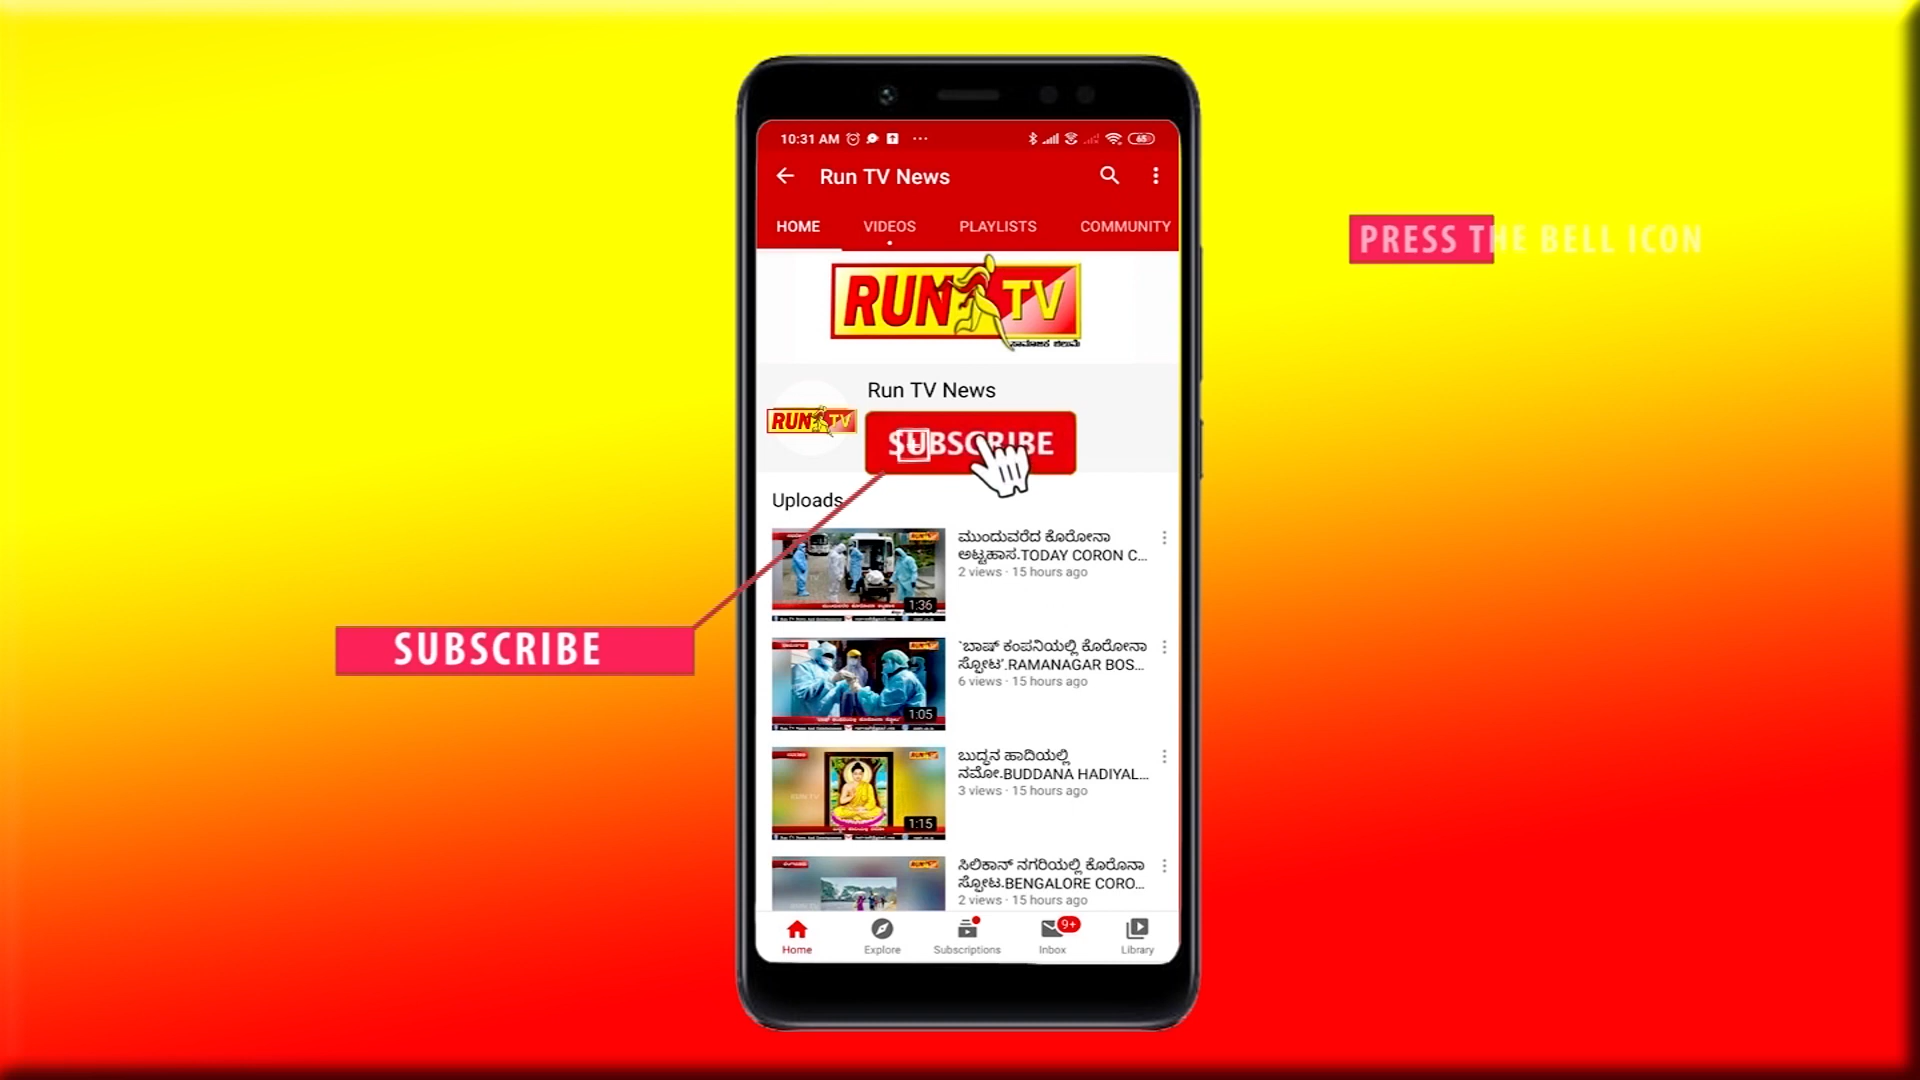 10:31 AM
65
Run TV News
HOME VIDEOS PLAYLISTS COMMUNITY
RUN TV
ಸಾಮಾಜಿಕ ಚಿಲುಮೆ
PRESS THE BELL ICON
Run TV News
RUN TV
SUBSCRIBE
Uploads
ಮುಂದುವರೆದ ಕೊರೋನಾ
ಅಟ್ಟಹಾಸ.TODAY CORON C...
2 views · 15 hours ago
1:36
SUBSCRIBE
`ಬಾಷ್ ಕಂಪನಿಯಲ್ಲಿ ಕೊರೋನಾ
ಸ್ಫೋಟ'.RAMANAGAR BOS...
6 views · 15 hours ago
1:05
ಬುದ್ಧನ ಹಾದಿಯಲ್ಲಿ
ನಮೋ.BUDDANA HADIYAL...
3 views · 15 hours ago
1:15
ಸಿಲಿಕಾನ್ ನಗರಿಯಲ್ಲಿ ಕೊರೊನಾ
ಸ್ಫೋಟ.BENGALORE CORO...
2 views · 15 hours ago
9+
Home Explore Subscriptions Inbox Library